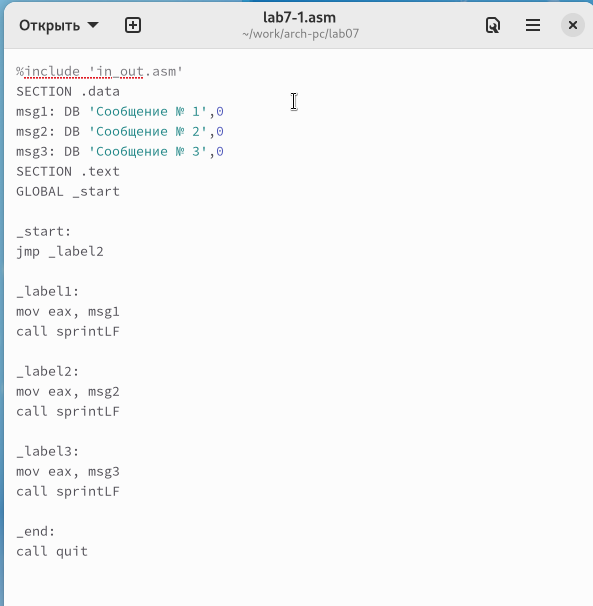 Открыть
lab7-1.asm
~/work/arch-pc/lab07
%include 'in_out.asm'
SECTION .data
msg1: DB 'Сообщение № 1',0
msg2: DB 'Сообщение № 2',0
msg3: DB 'Сообщение № 3',0
SECTION .text
GLOBAL _start
_start:
jmp _label2
_label1:
mov eax, msg1
call sprintLF
_label2:
mov eax, msg2
call sprintLF
_label3:
mov eax, msg3
call sprintLF
_end:
call quit